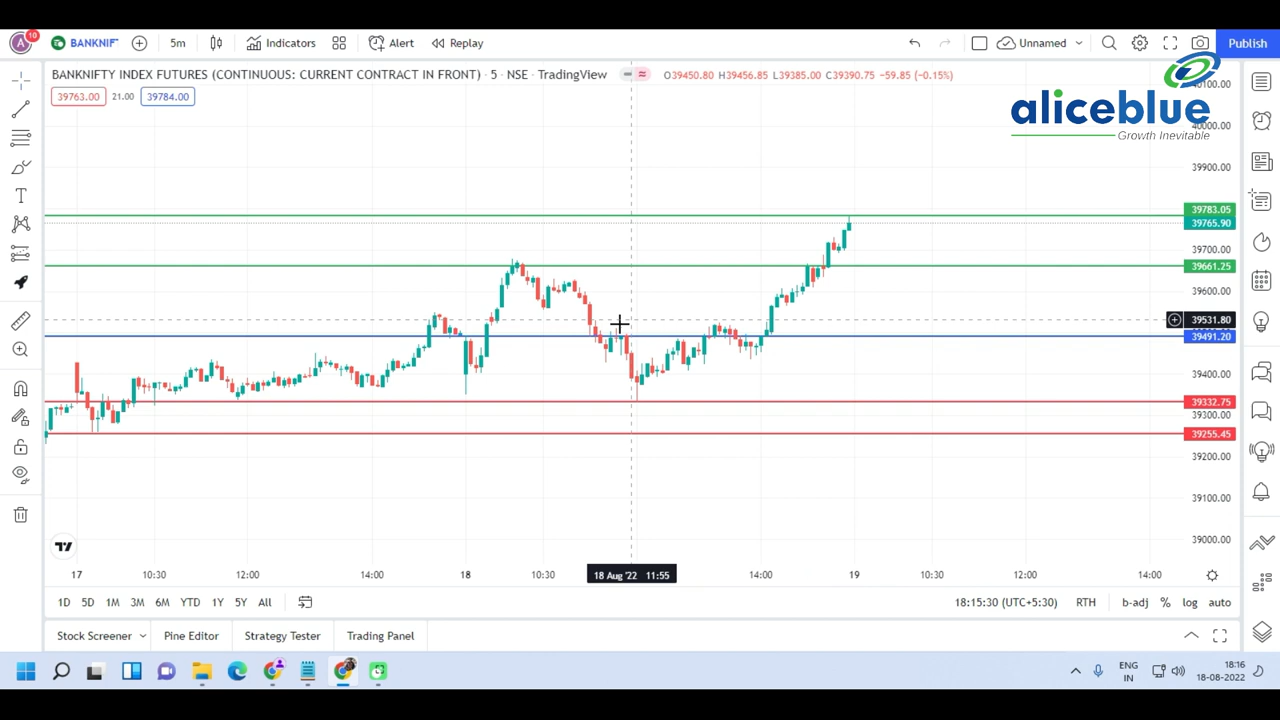 A 10 BANKNIF 5m Indicators Alert Replay Unnamed Publish
BANKNIFTY INDEX FUTURES (CONTINUOUS: CURRENT CONTRACT IN FRONT) · 5 · NSE · TradingView O39450.80 H39456.85 L39385.00 C39390.75 −59.85 (−0.15%)
39763.00 21.00 39784.00
aliceblue
Growth Inevitable
40100.00
40000.00
39900.00
39783.05
39765.90
39700.00
39661.25
39600.00
39531.80
39491.20
39400.00
39332.75
39300.00
39255.45
39200.00
39100.00
39000.00
17 10:30 12:00 14:00 18 10:30 18 Aug '22 11:55 14:00 19 10:30 12:00 14:00
1D 5D 1M 3M 6M YTD 1Y 5Y All 18:15:30 (UTC+5:30) RTH b-adj % log auto
Stock Screener Pine Editor Strategy Tester Trading Panel
ENG
IN
18:16
18-08-2022